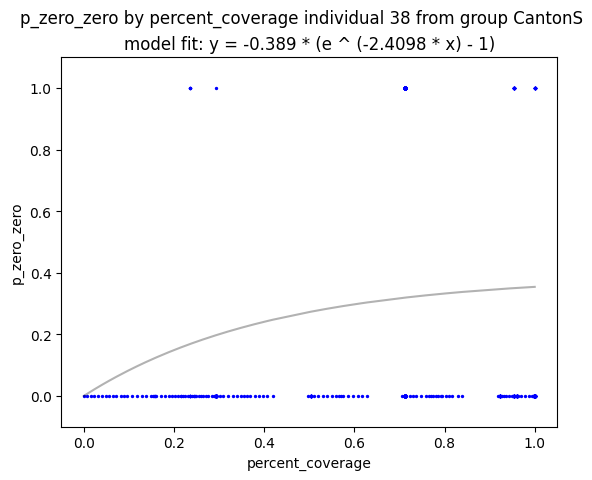 p_zero_zero by percent_coverage individual 38 from group CantonS
model fit: y = -0.389 * (e ^ (-2.4098 * x) - 1)
1.0
0.8
0.6
0.4
0.2
0.0
p_zero_zero
0.0 0.2 0.4 0.6 0.8 1.0
percent_coverage